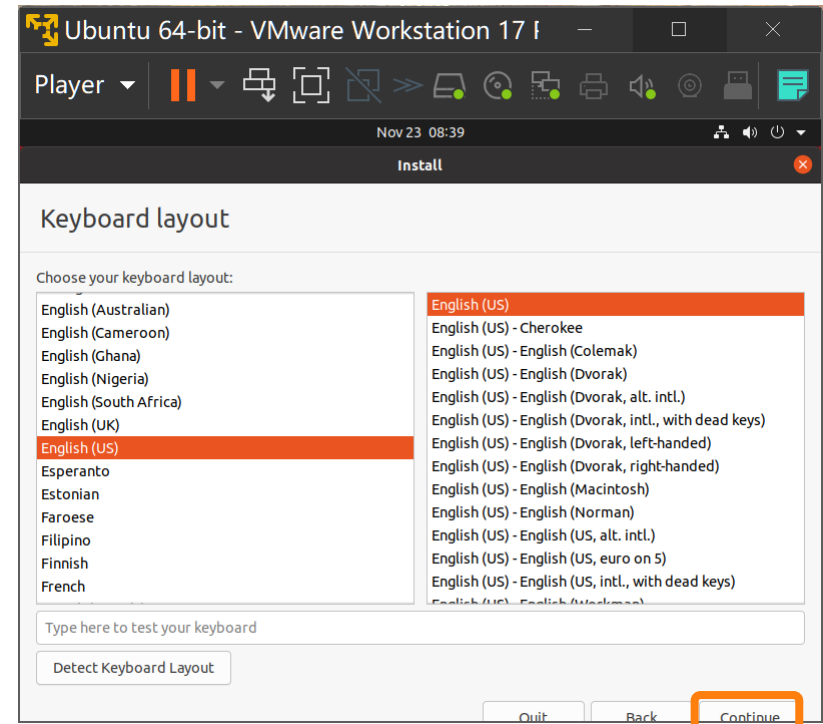 Ubuntu 64-bit - VMware Workstation 17
Player
Nov 23 08:39
Install
Keyboard layout
Choose your keyboard layout:
English (Australian)
English (Cameroon)
English (Ghana)
English (Nigeria)
English (South Africa)
English (UK)
English (US)
Esperanto
Estonian
Faroese
Filipino
Finnish
French
English (US)
English (US) - Cherokee
English (US) - English (Colemak)
English (US) - English (Dvorak)
English (US) - English (Dvorak, alt. intl.)
English (US) - English (Dvorak, intl., with dead keys)
English (US) - English (Dvorak, left-handed)
English (US) - English (Dvorak, right-handed)
English (US) - English (Macintosh)
English (US) - English (Norman)
English (US) - English (US, alt. intl.)
English (US) - English (US, euro on 5)
English (US) - English (US, intl., with dead keys)
English (US) - English (Workman)
Type here to test your keyboard
Detect Keyboard Layout
Quit
Back
Continue